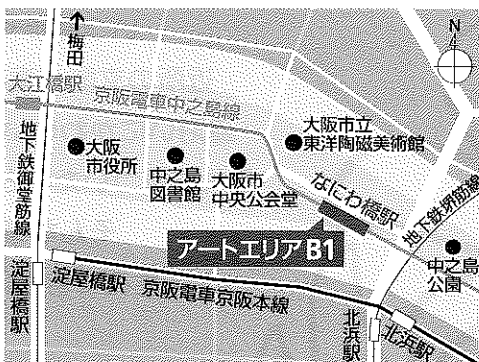 梅田
N
4
大江橋駅
京阪電車中之島線
大阪市立
東洋陶磁美術館
地下鉄御堂筋線
大阪
市役所
中之島
図書館
大阪市
中央公会堂
なにわ橋駅
地下鉄堺筋線
アートエリアB1
中之島
公園
淀屋橋駅
淀屋橋駅
京阪電車京阪本線
北浜駅
北浜駅